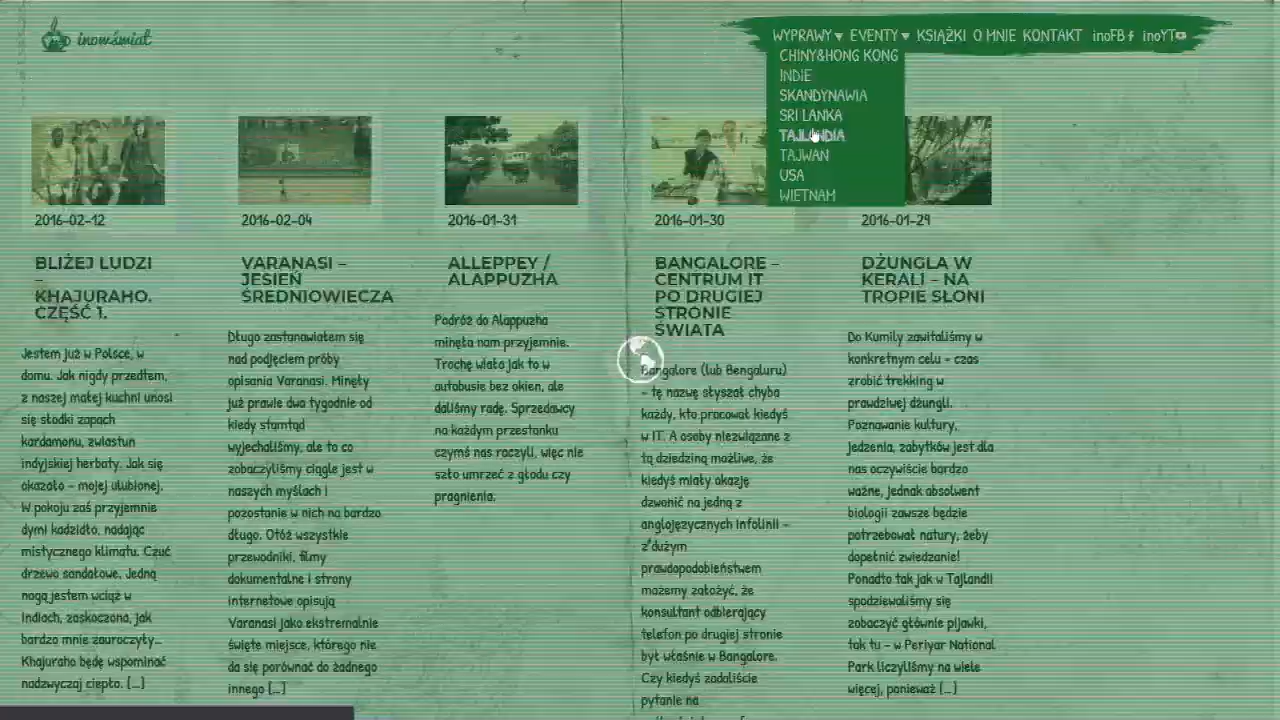 inowświat
WYPRAWY EVENTY KSIĄŻKI O MNIE KONTAKT inoFB inoYT
CHINY&HONG KONG
INDIE
SKANDYNAWIA
SRI LANKA
TAJLANDIA
TAJWAN
USA
WIETNAM
2016-02-12
BLIŻEJ LUDZI
–
KHAJURAHO.
CZĘŚĆ 1.
Jestem już w Polsce, w
domu. Jak nigdy przedtem,
z naszej małej kuchni unosi
się słodki zapach
kardamonu, zwiastun
indyjskiej herbaty. Jak się
okazało – mojej ulubionej.
W pokoju zaś przyjemnie
dymi kadzidło, nadając
mistycznego klimatu. Czuć
drzewo sandałowe. Jedną
nogą jestem wciąż w
Indiach, zaskoczona, jak
bardzo mnie zauroczyły…
Khajuraho będę wspominać
nadzwyczaj ciepło. [...]
2016-02-04
VARANASI –
JESIEŃ
ŚREDNIOWIECZA
Długo zastanawiałem się
nad podjęciem próby
opisania Varanasi. Minęły
już prawie dwa tygodnie od
kiedy stamtąd
wyjechaliśmy, ale to co
zobaczyliśmy ciągle jest w
naszych myślach i
pozostanie w nich na bardzo
długo. Otóż wszystkie
przewodniki, filmy
dokumentalne i strony
internetowe opisują
Varanasi jako ekstremalnie
święte miejsce, którego nie
da się porównać do żadnego
innego [...]
2016-01-31
ALLEPPEY /
ALAPPUZHA
Podróż do Alappuzha
minęła nam przyjemnie.
Trochę wiało jak to w
autobusie bez okien, ale
daliśmy radę. Sprzedawcy
na każdym przestanku
czymś nas raczyli, więc nie
szło umrzeć z głodu czy
pragnienia.
2016-01-30
BANGALORE –
CENTRUM IT
PO DRUGIEJ
STRONIE
ŚWIATA
Bangalore (lub Bengaluru)
– tę nazwę słyszał chyba
każdy, kto pracował kiedyś
w IT. A osoby niezwiązane z
tą dziedziną możliwe, że
kiedyś miały okazję
dzwonić na jedną z
anglojęzycznych infolinii –
z dużym
prawdopodobieństwem
możemy założyć, że
konsultant odbierający
telefon po drugiej stronie
był właśnie w Bangalore.
Czy kiedyś zadaliście
pytanie na
2016-01-29
DŻUNGLA W
KERALI – NA
TROPIE SŁONI
Do Kumily zawitaliśmy w
konkretnym celu – czas
zrobić trekking w
prawdziwej dżungli.
Poznawanie kultury,
jedzenia, zabytków jest dla
nas oczywiście bardzo
ważne, jednak absolwent
biologii zawsze będzie
potrzebował natury, żeby
dopełnić zwiedzanie!
Ponadto tak jak w Tajlandii
spodziewaliśmy się
zobaczyć głównie pijawki,
tak tu – w Periyar National
Park liczyliśmy na wiele
więcej, ponieważ [...]